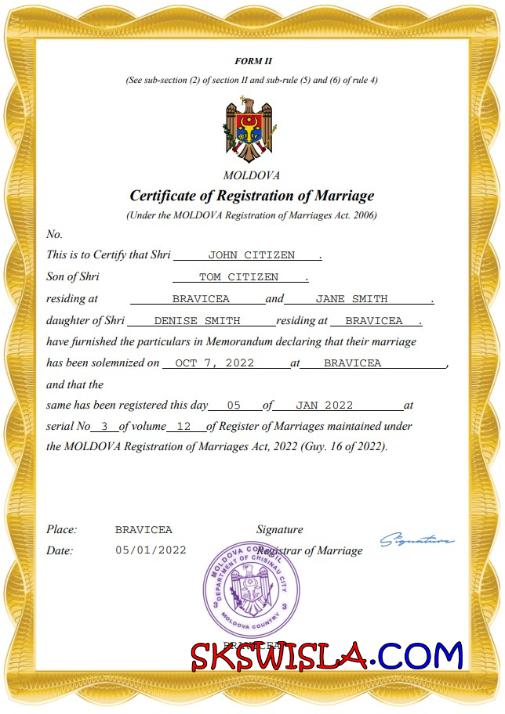 FORM II
(See sub-section (2) of section II and sub-rule (5) and (6) of rule 4)
MOLDOVA
Certificate of Registration of Marriage
(Under the MOLDOVA Registration of Marriages Act. 2006)
No.
This is to Certify that Shri JOHN CITIZEN .
Son of Shri TOM CITIZEN .
residing at BRAVICEA and JANE SMITH .
daughter of Shri DENISE SMITH residing at BRAVICEA .
have furnished the particulars in Memorandum declaring that their marriage
has been solemnized on OCT 7, 2022 at BRAVICEA ,
and that the
same has been registered this day 05 of JAN 2022 at
serial No 3 of volume 12 of Register of Marriages maintained under
the MOLDOVA Registration of Marriages Act, 2022 (Guy. 16 of 2022).
Place: BRAVICEA Signature
Signature
Date: 05/01/2022 Registrar of Marriage
MOLDOVA COUNCIL
DEPARTMENT OF CHISINAU CITY
MOLDOVA COUNTRY
BRAVICEA
SKSWISLA.COM